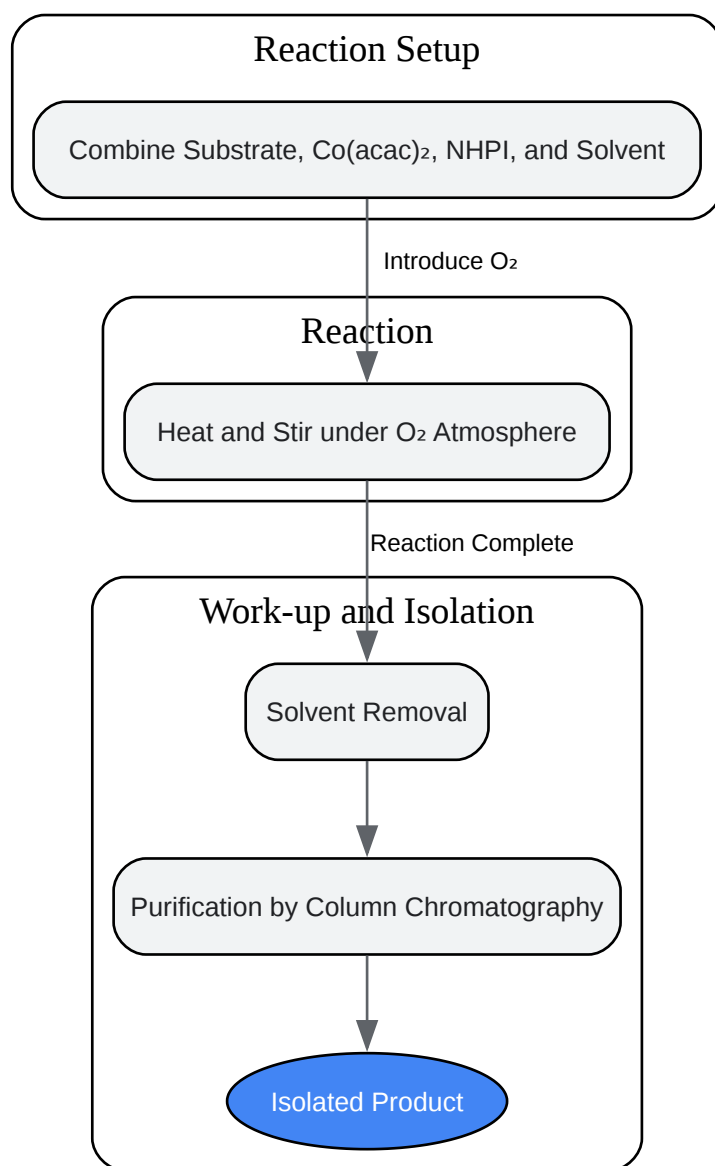 Reaction Setup
Combine Substrate, Co(acac)₂, NHPI, and Solvent
Introduce O₂
Reaction
Heat and Stir under O₂ Atmosphere
Reaction Complete
Work-up and Isolation
Solvent Removal
Purification by Column Chromatography
Isolated Product